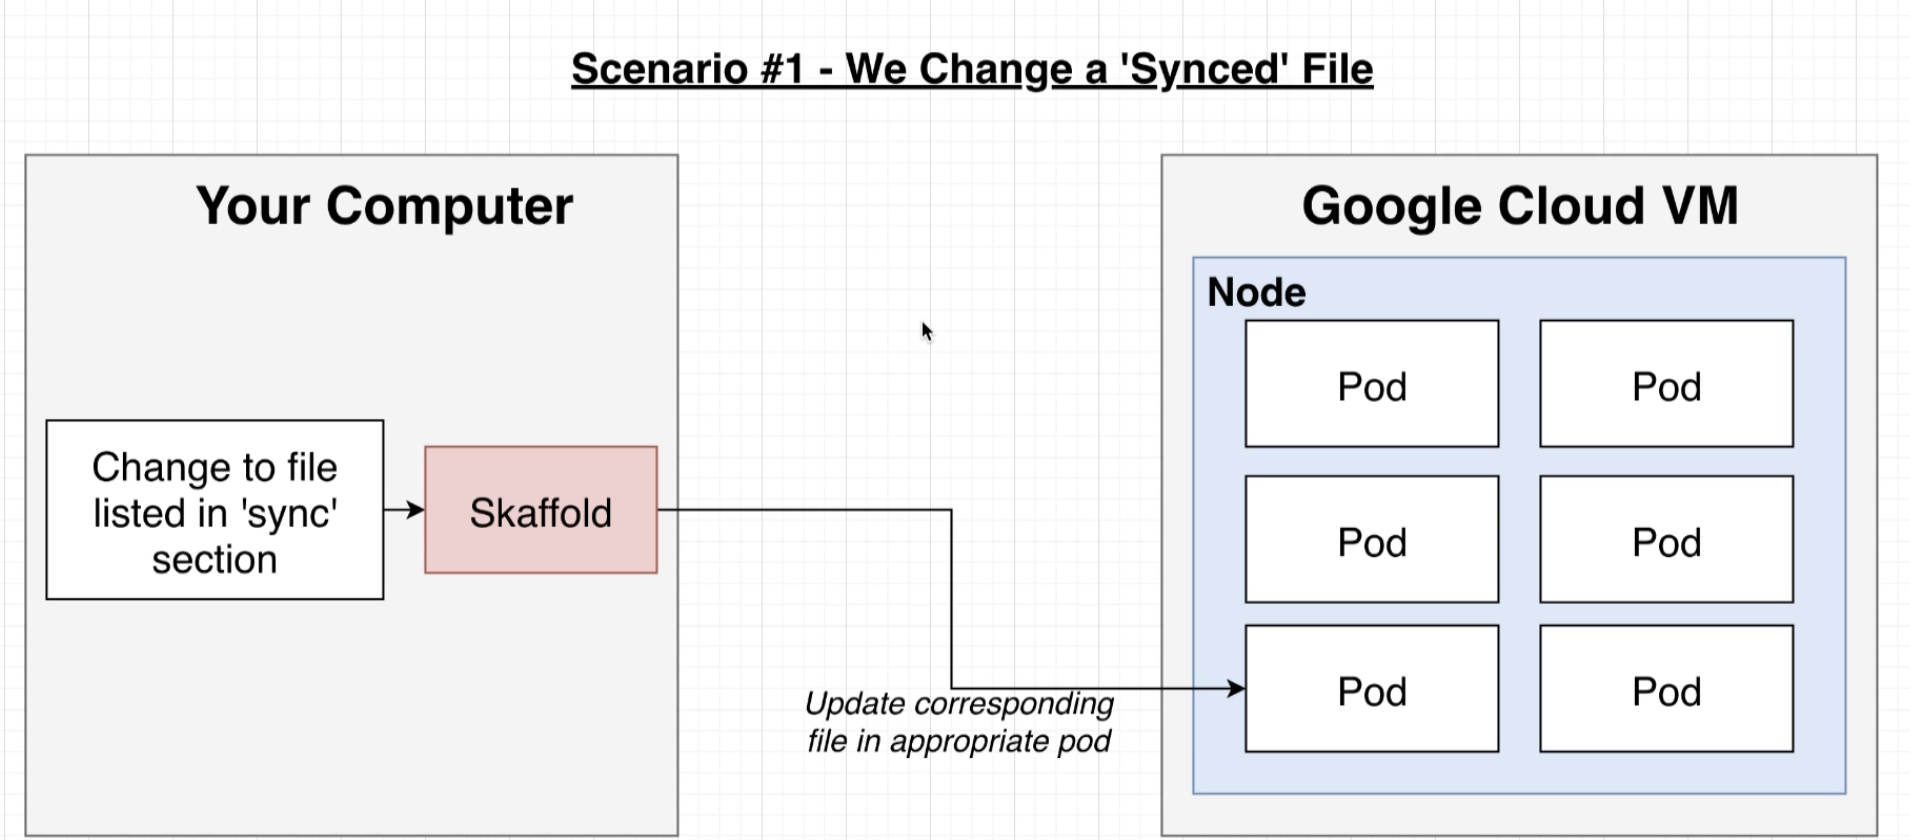 Scenario #1 - We Change a 'Synced' File
Your Computer
Change to file
listed in 'sync'
section
Skaffold
Update corresponding
file in appropriate pod
Google Cloud VM
Node
Pod
Pod
Pod
Pod
Pod
Pod